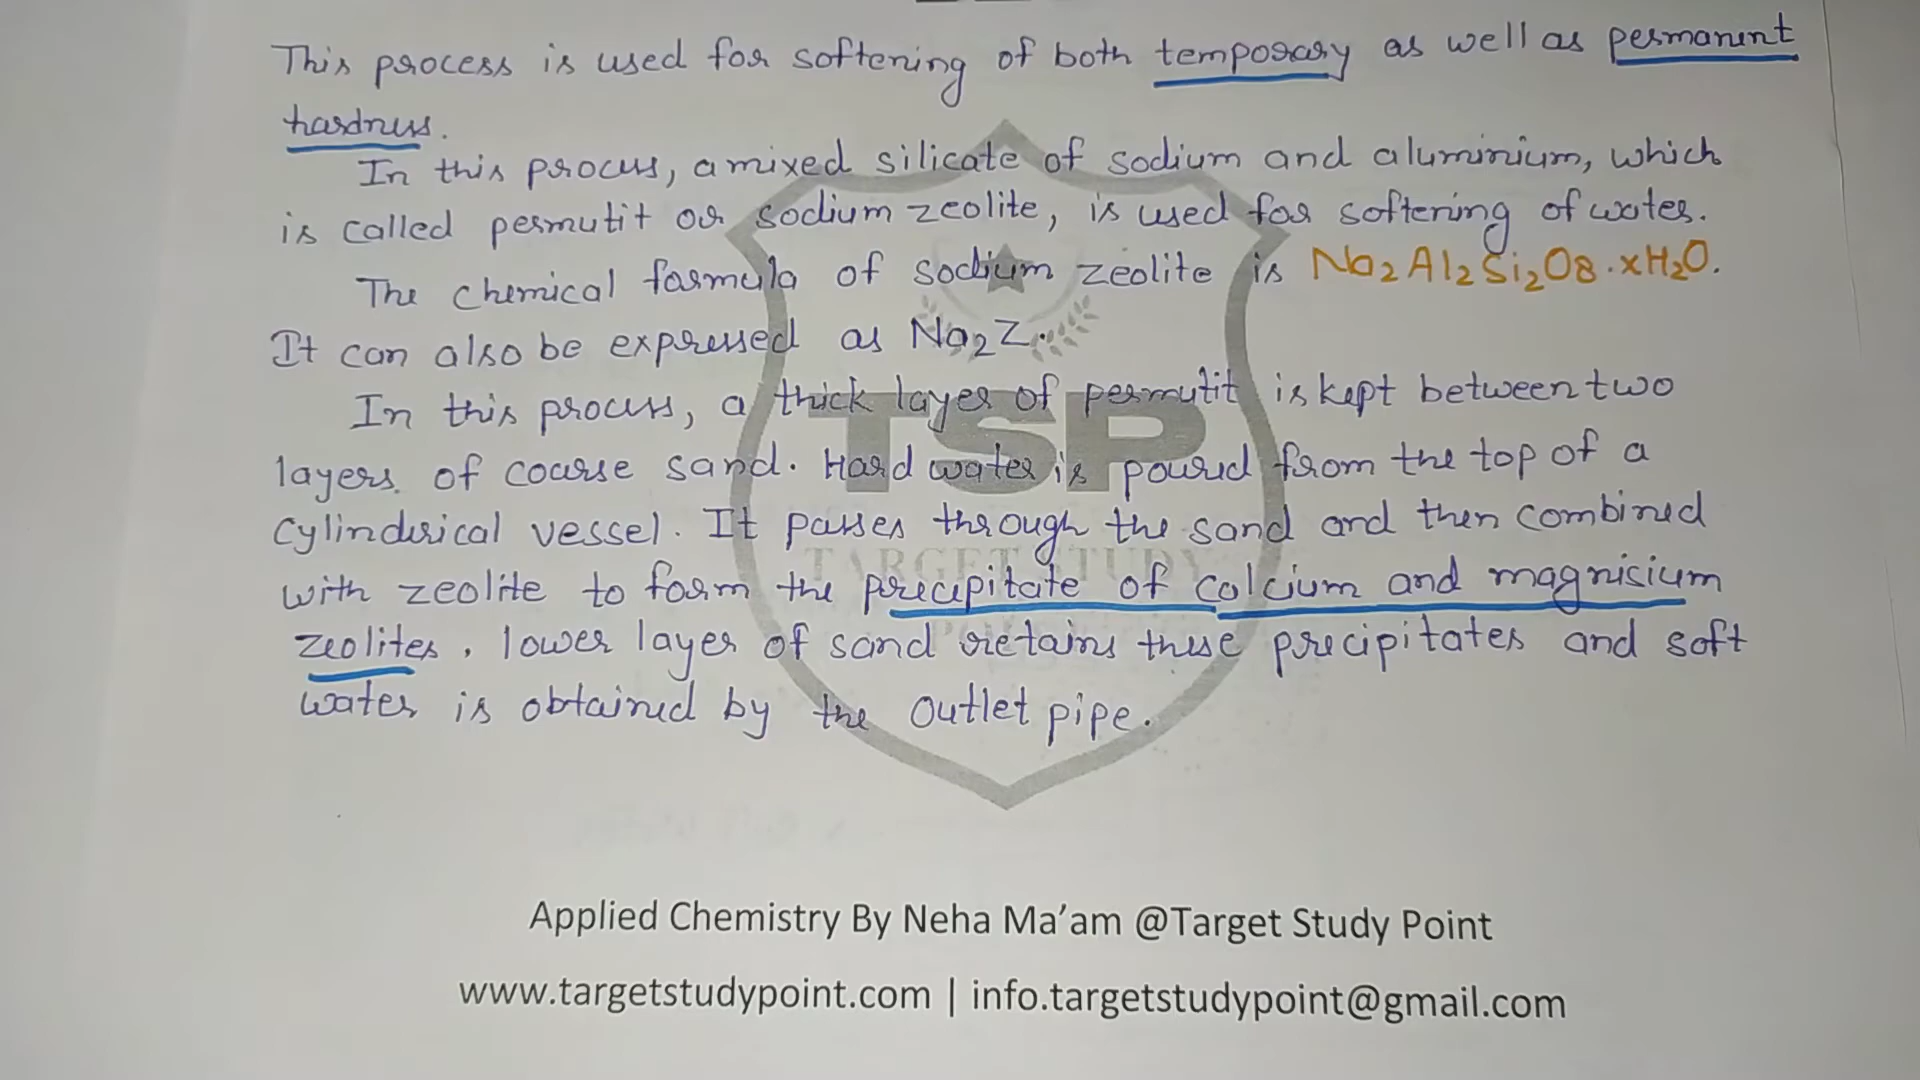 This process is used for softening of both temporary as well as permanent
hardness.
In this process, a mixed silicate of sodium and aluminium, which
is called permutit or sodium zeolite, is used for softening of water.
The chemical formula of sodium zeolite is Na2Al2Si2O8.xH2O.
It can also be expressed as Na2Z.
In this process, a thick layer of permutit is kept between two
layers of coarse sand. Hard water is poured from the top of a
cylindrical vessel. It passes through the sand and then combined
with zeolite to form the precipitate of calcium and magnisium
zeolites. lower layer of sand retains these precipitates and soft
water is obtained by the outlet pipe.
TSP
TARGET STUDY
POINT
Applied Chemistry By Neha Ma'am @Target Study Point
www.targetstudypoint.com | info.targetstudypoint@gmail.com